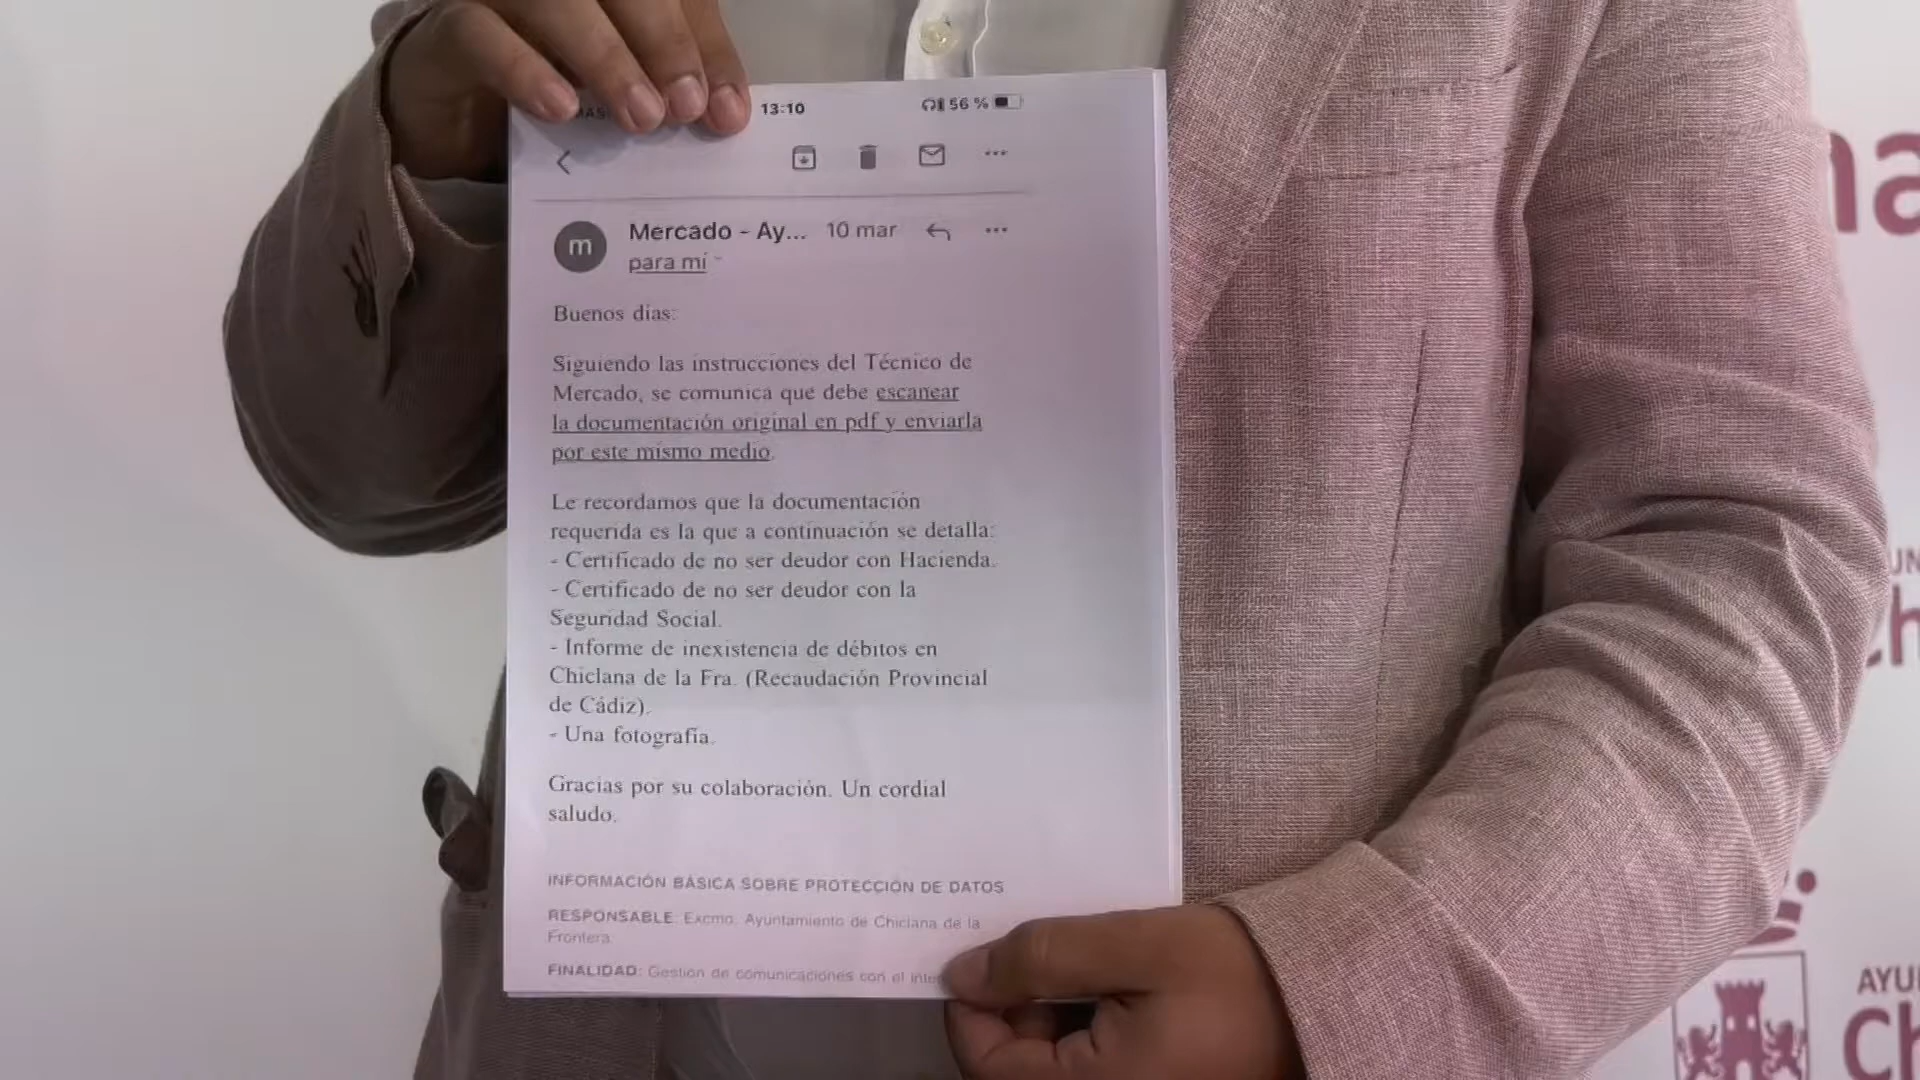 13:10
56 %
m
Mercado - Ay... 10 mar
para mí
Buenos días:
Siguiendo las instrucciones del Técnico de
Mercado, se comunica que debe escanear
la documentación original en pdf y enviarla
por este mismo medio.
Le recordamos que la documentación
requerida es la que a continuación se detalla:
- Certificado de no ser deudor con Hacienda.
- Certificado de no ser deudor con la
Seguridad Social.
- Informe de inexistencia de débitos en
Chiclana de la Fra. (Recaudación Provincial
de Cádiz).
- Una fotografía.
Gracias por su colaboración. Un cordial
saludo.
INFORMACIÓN BÁSICA SOBRE PROTECCIÓN DE DATOS
RESPONSABLE: Excmo. Ayuntamiento de Chiclana de la
Frontera.
FINALIDAD: Gestión de comunicaciones con el inte
na
UN
Ch
AYU
Ch